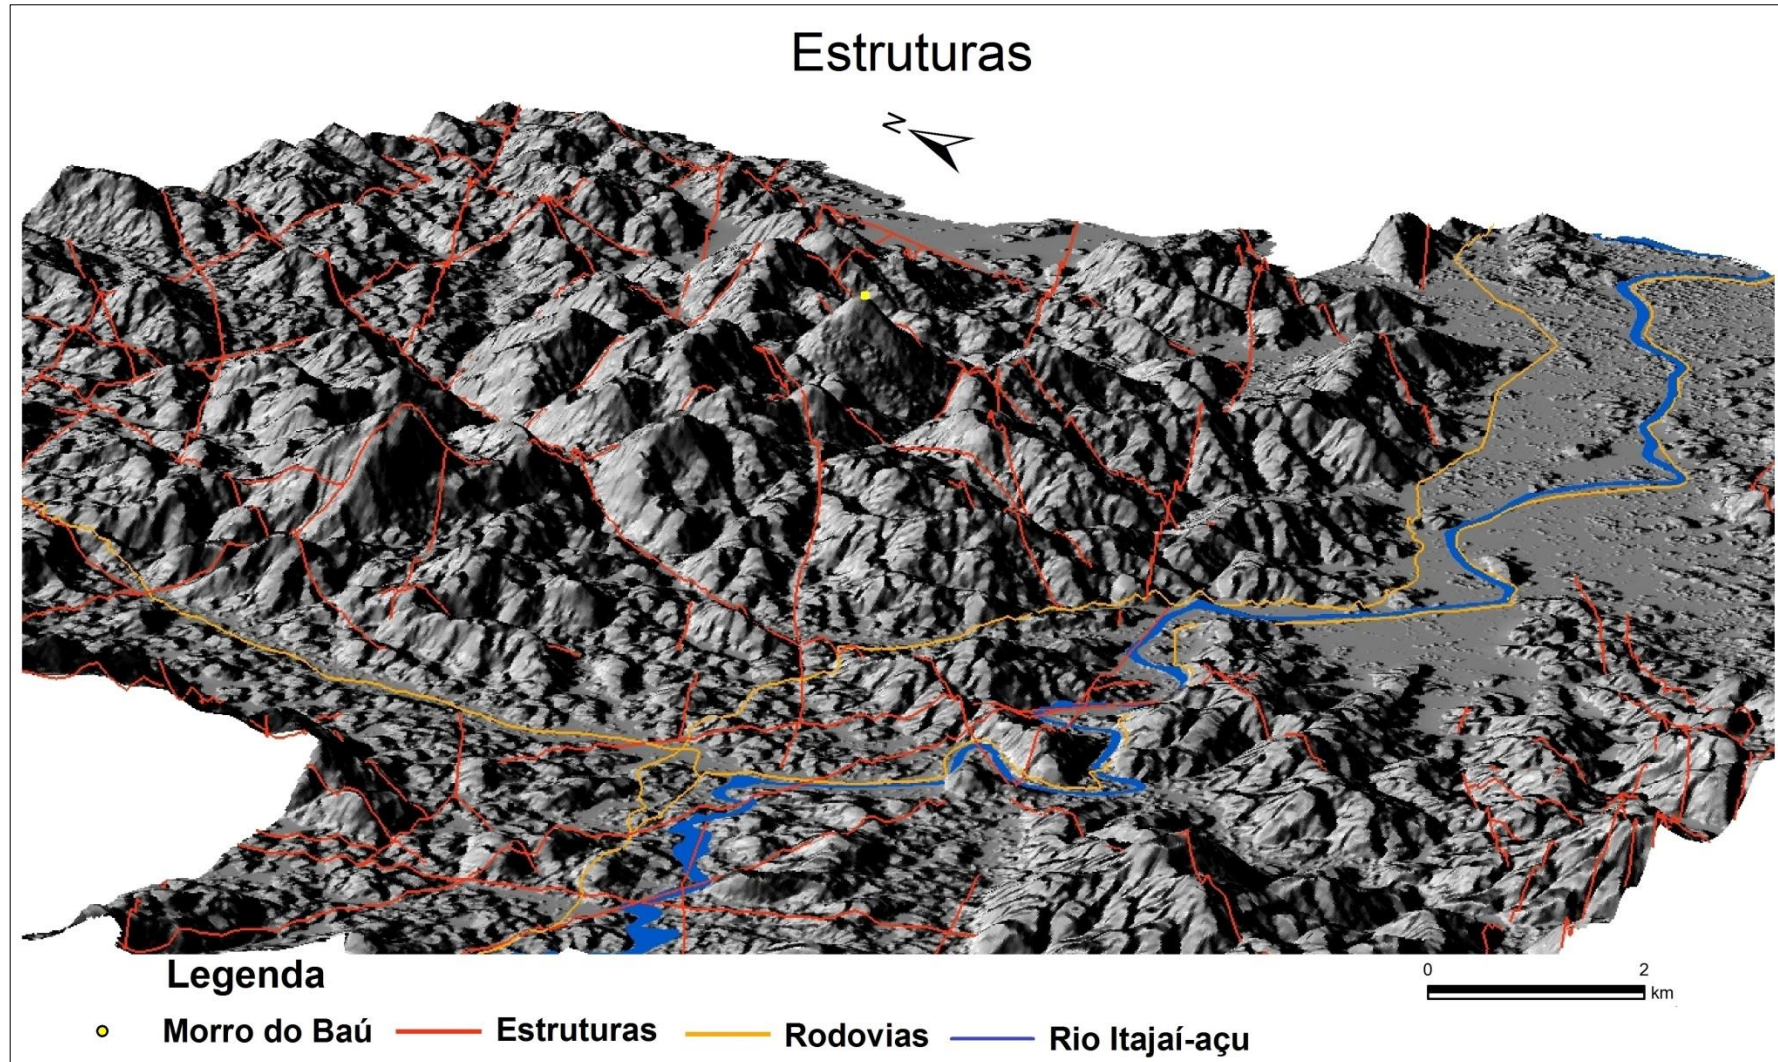 Estruturas
N
Legenda
0 2
km
Morro do Baú Estruturas Rodovias Rio Itajaí-açu